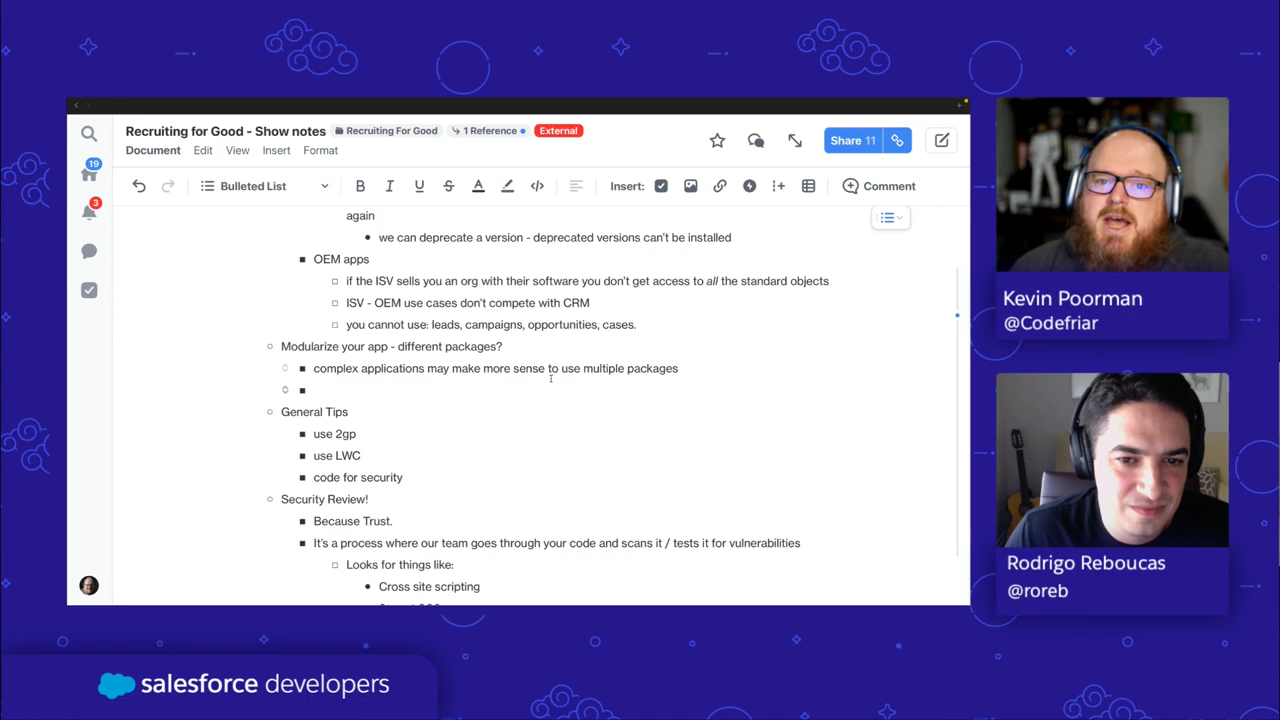 Recruiting for Good - Show notes Recruiting For Good 1 Reference External
Document Edit View Insert Format
Share 11
19
3
Bulleted List B I U S A Insert: Comment
again
we can deprecate a version - deprecated versions can't be installed
OEM apps
if the ISV sells you an org with their software you don't get access to all the standard objects
ISV - OEM use cases don't compete with CRM
you cannot use: leads, campaigns, opportunities, cases.
Modularize your app - different packages?
complex applications may make more sense to use multiple packages
General Tips
use 2gp
use LWC
code for security
Security Review!
Because Trust.
It's a process where our team goes through your code and scans it / tests it for vulnerabilities
Looks for things like:
Cross site scripting
Kevin Poorman
@Codefriar
Rodrigo Reboucas
@roreb
salesforce developers